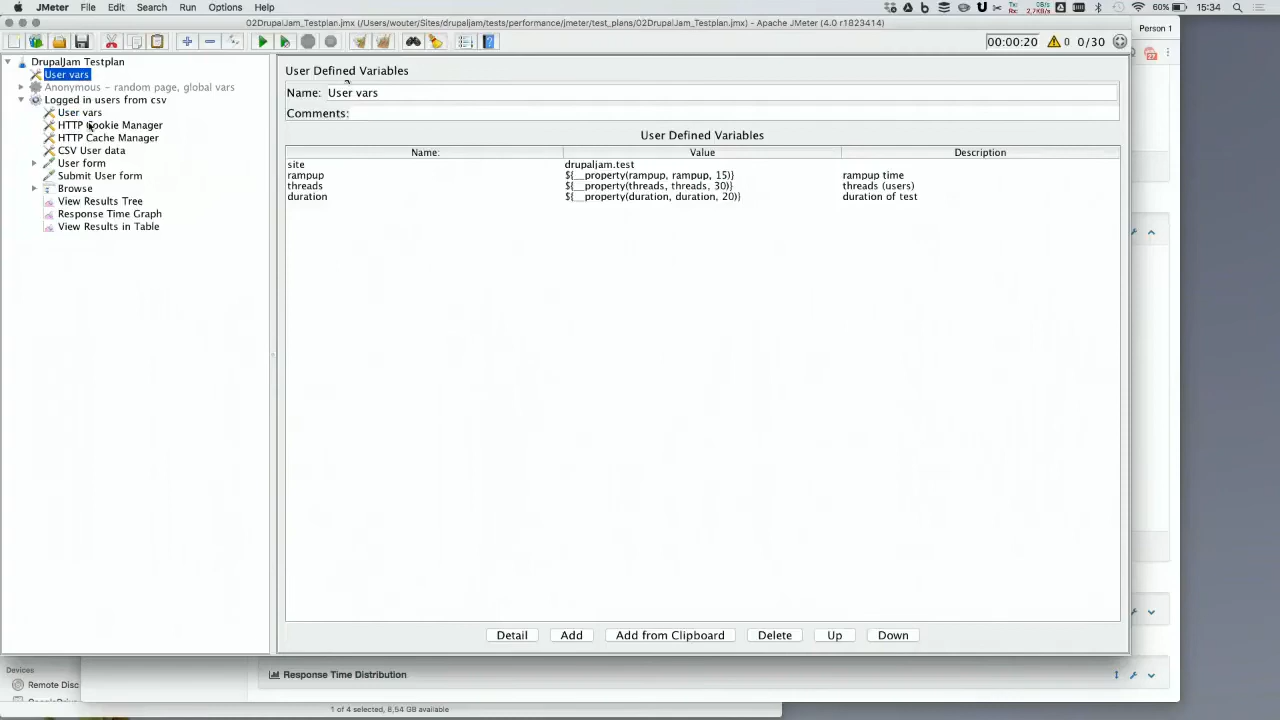 JMeter File Edit Search Run Options Help 60% 15:34
02DrupalJam_Testplan.jmx (/Users/wouter/Sites/drupaljam/tests/performance/jmeter/test_plans/02DrupalJam_Testplan.jmx) - Apache JMeter (4.0 r1823414)
Person 1
00:00:20 0 0/30
DrupalJam Testplan
User vars
Anonymous - random page, global vars
Logged in users from csv
User vars
HTTP Cookie Manager
HTTP Cache Manager
CSV User data
User form
Submit User form
Browse
View Results Tree
Response Time Graph
View Results in Table
User Defined Variables
Name: User vars
Comments:
User Defined Variables
Name: Value Description
site drupaljam.test
rampup ${__property(rampup, rampup, 15)} rampup time
threads ${__property(threads, threads, 30)} threads (users)
duration ${__property(duration, duration, 20)} duration of test
Detail Add Add from Clipboard Delete Up Down
Devices
Remote Disc
Response Time Distribution
1 of 4 selected, 8,54 GB available